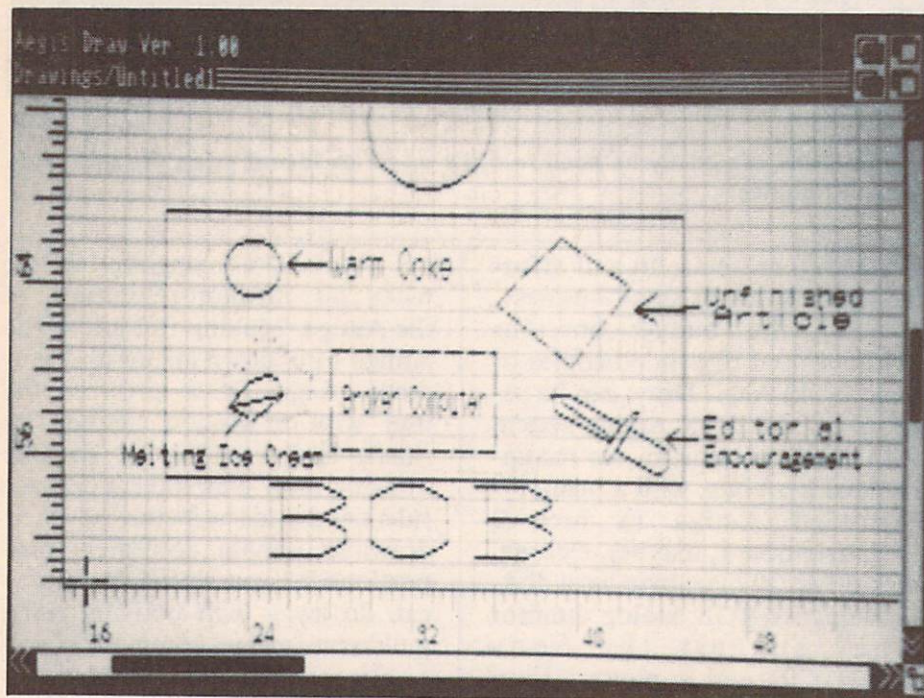 Aegis Draw Ver 1.00
Drawings/Untitled1
64
Warm Coke
Unfinished
Article
Broken Computer
56
Melting Ice Cream
Editorial
Encouragement
BOB
16 24 32 40 48